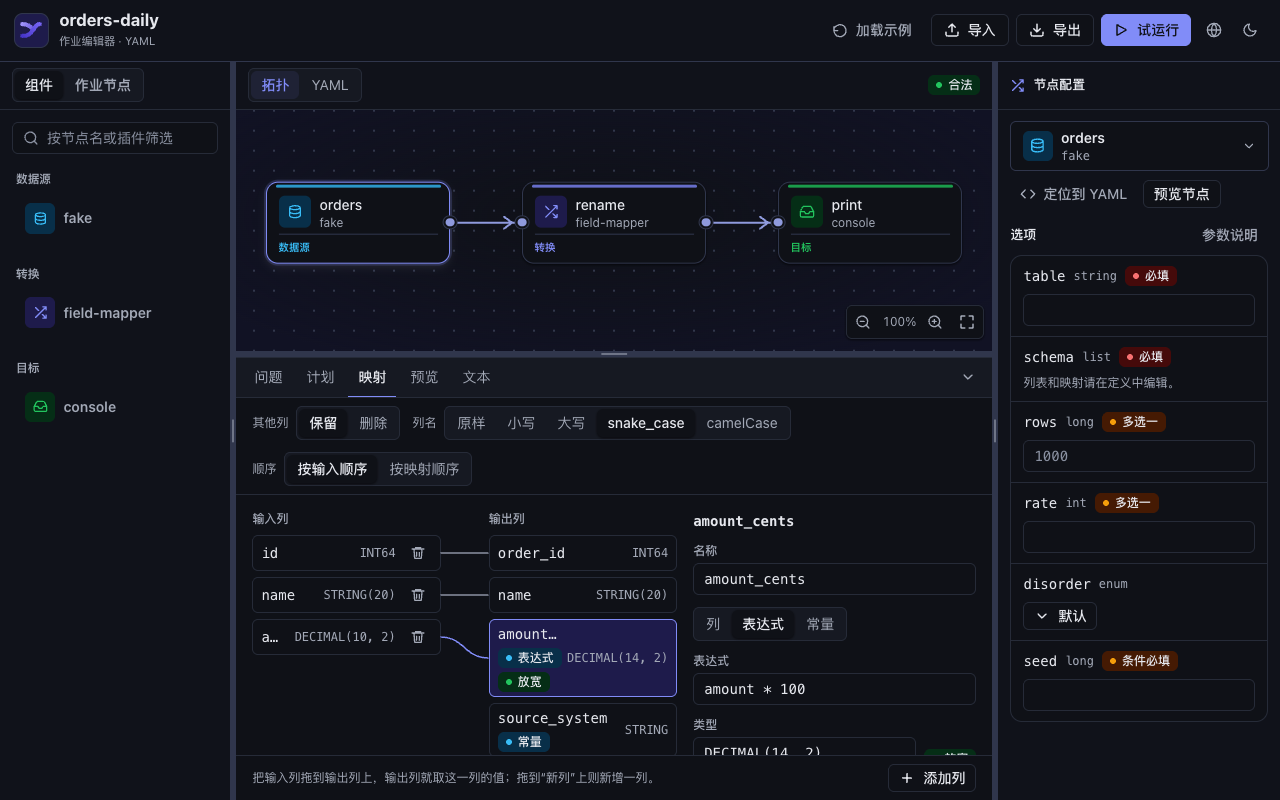 orders-daily
作业编辑器 · YAML
加载示例
导入
导出
试运行
组件
作业节点
按节点名或插件筛选
数据源
fake
转换
field-mapper
目标
console
拓扑
YAML
合法
orders
fake
数据源
rename
field-mapper
转换
print
console
目标
100%
问题
计划
映射
预览
文本
其他列
保留
删除
列名
原样
小写
大写
snake_case
camelCase
顺序
按输入顺序
按映射顺序
输入列
id INT64
name STRING(20)
a… DECIMAL(10, 2)
输出列
order_id INT64
name STRING(20)
amount…
表达式 DECIMAL(14, 2)
放宽
source_system STRING
常量
amount_cents
名称
amount_cents
列
表达式
常量
表达式
amount * 100
类型
DECIMAL(14, 2)
把输入列拖到输出列上，输出列就取这一列的值；拖到“新列”上则新增一列。
添加列
节点配置
orders
fake
定位到 YAML
预览节点
选项
参数说明
table string 必填
schema list 必填
列表和映射请在定义中编辑。
rows long 多选一
1000
rate int 多选一
disorder enum
默认
seed long 条件必填